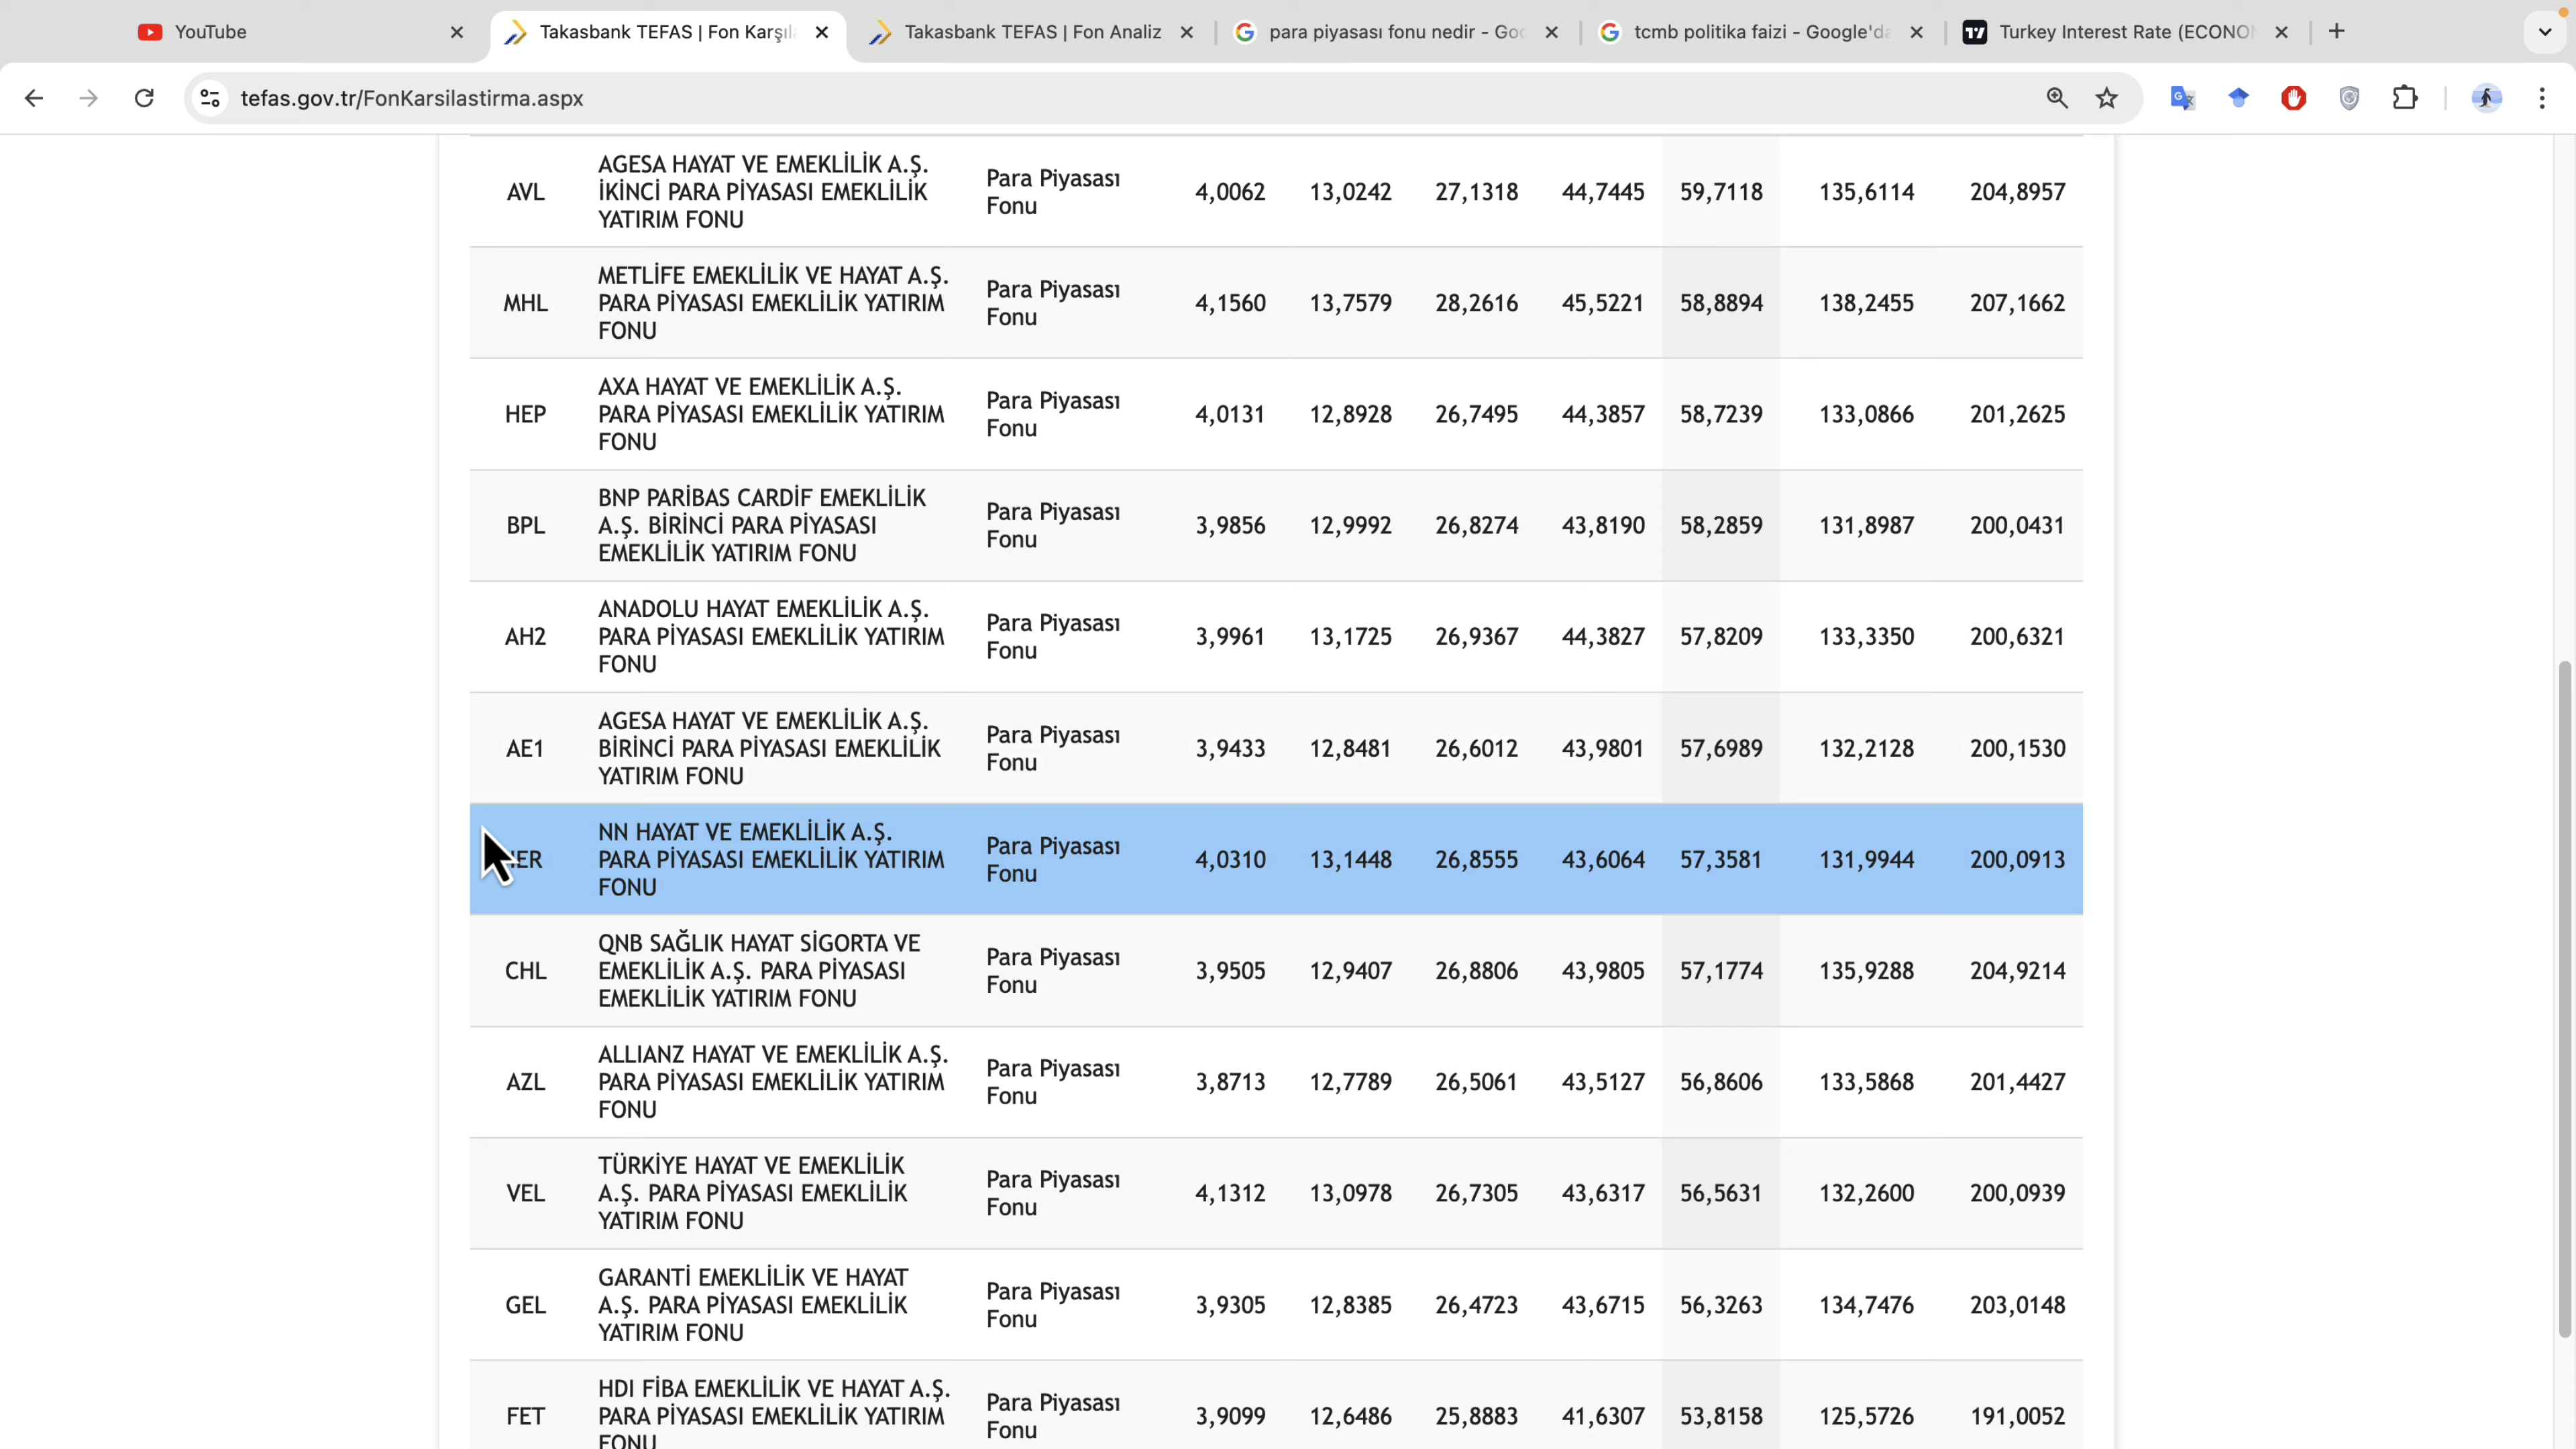 YouTube
Takasbank TEFAS | Fon Karşıl
Takasbank TEFAS | Fon Analiz
para piyasası fonu nedir - Goo
tcmb politika faizi - Google'da
Turkey Interest Rate (ECONO
tefas.gov.tr/FonKarsilastirma.aspx
AVL
AGESA HAYAT VE EMEKLİLİK A.Ş.
İKİNCİ PARA PİYASASI EMEKLİLİK
YATIRIM FONU
Para Piyasası
Fonu
4,0062 13,0242 27,1318 44,7445 59,7118 135,6114 204,8957
MHL
METLİFE EMEKLİLİK VE HAYAT A.Ş.
PARA PİYASASI EMEKLİLİK YATIRIM
FONU
Para Piyasası
Fonu
4,1560 13,7579 28,2616 45,5221 58,8894 138,2455 207,1662
HEP
AXA HAYAT VE EMEKLİLİK A.Ş.
PARA PİYASASI EMEKLİLİK YATIRIM
FONU
Para Piyasası
Fonu
4,0131 12,8928 26,7495 44,3857 58,7239 133,0866 201,2625
BPL
BNP PARİBAS CARDİF EMEKLİLİK
A.Ş. BİRİNCİ PARA PİYASASI
EMEKLİLİK YATIRIM FONU
Para Piyasası
Fonu
3,9856 12,9992 26,8274 43,8190 58,2859 131,8987 200,0431
AH2
ANADOLU HAYAT EMEKLİLİK A.Ş.
PARA PİYASASI EMEKLİLİK YATIRIM
FONU
Para Piyasası
Fonu
3,9961 13,1725 26,9367 44,3827 57,8209 133,3350 200,6321
AE1
AGESA HAYAT VE EMEKLİLİK A.Ş.
BİRİNCİ PARA PİYASASI EMEKLİLİK
YATIRIM FONU
Para Piyasası
Fonu
3,9433 12,8481 26,6012 43,9801 57,6989 132,2128 200,1530
ER
NN HAYAT VE EMEKLİLİK A.Ş.
PARA PİYASASI EMEKLİLİK YATIRIM
FONU
Para Piyasası
Fonu
4,0310 13,1448 26,8555 43,6064 57,3581 131,9944 200,0913
CHL
QNB SAĞLIK HAYAT SİGORTA VE
EMEKLİLİK A.Ş. PARA PİYASASI
EMEKLİLİK YATIRIM FONU
Para Piyasası
Fonu
3,9505 12,9407 26,8806 43,9805 57,1774 135,9288 204,9214
AZL
ALLIANZ HAYAT VE EMEKLİLİK A.Ş.
PARA PİYASASI EMEKLİLİK YATIRIM
FONU
Para Piyasası
Fonu
3,8713 12,7789 26,5061 43,5127 56,8606 133,5868 201,4427
VEL
TÜRKİYE HAYAT VE EMEKLİLİK
A.Ş. PARA PİYASASI EMEKLİLİK
YATIRIM FONU
Para Piyasası
Fonu
4,1312 13,0978 26,7305 43,6317 56,5631 132,2600 200,0939
GEL
GARANTİ EMEKLİLİK VE HAYAT
A.Ş. PARA PİYASASI EMEKLİLİK
YATIRIM FONU
Para Piyasası
Fonu
3,9305 12,8385 26,4723 43,6715 56,3263 134,7476 203,0148
FET
HDI FİBA EMEKLİLİK VE HAYAT A.Ş.
PARA PİYASASI EMEKLİLİK YATIRIM
FONU
Para Piyasası
Fonu
3,9099 12,6486 25,8883 41,6307 53,8158 125,5726 191,0052